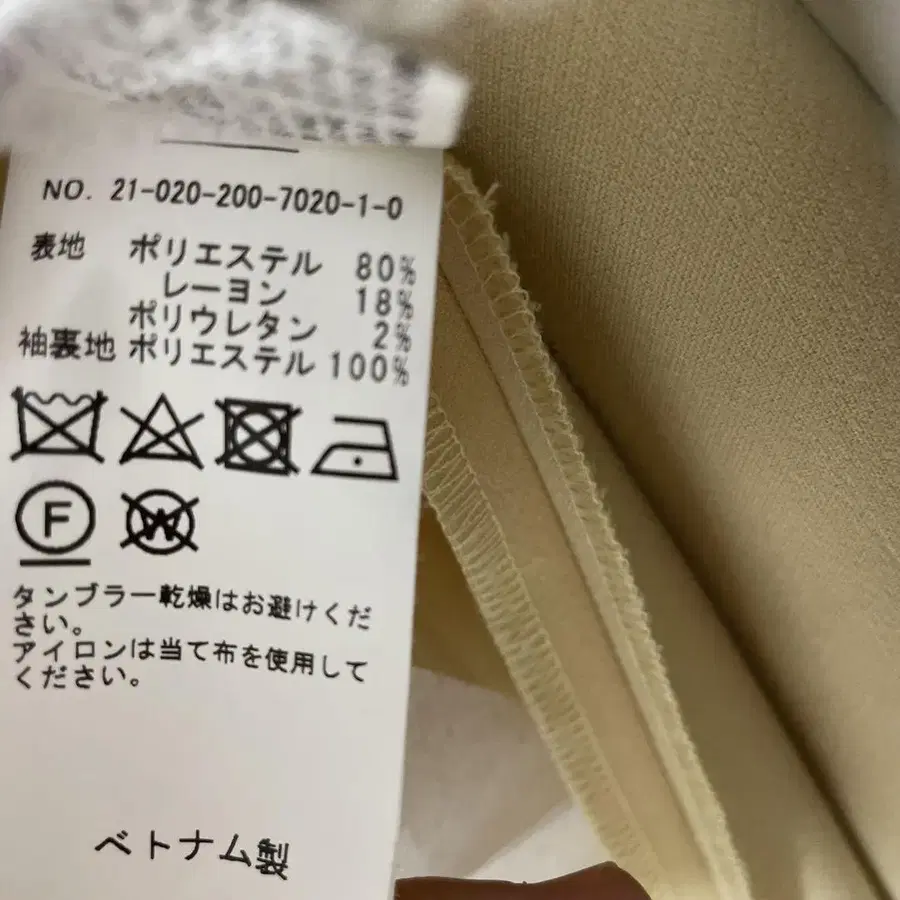 NO. 21-020-200-7020-1-0
表地 ポリエステル 80%
レーヨン 18%
ポリウレタン 2%
袖裏地 ポリエステル 100%
F W
タンブラー乾燥はお避けくだ
さい。
アイロンは当て布を使用して
ください。
ベトナム製